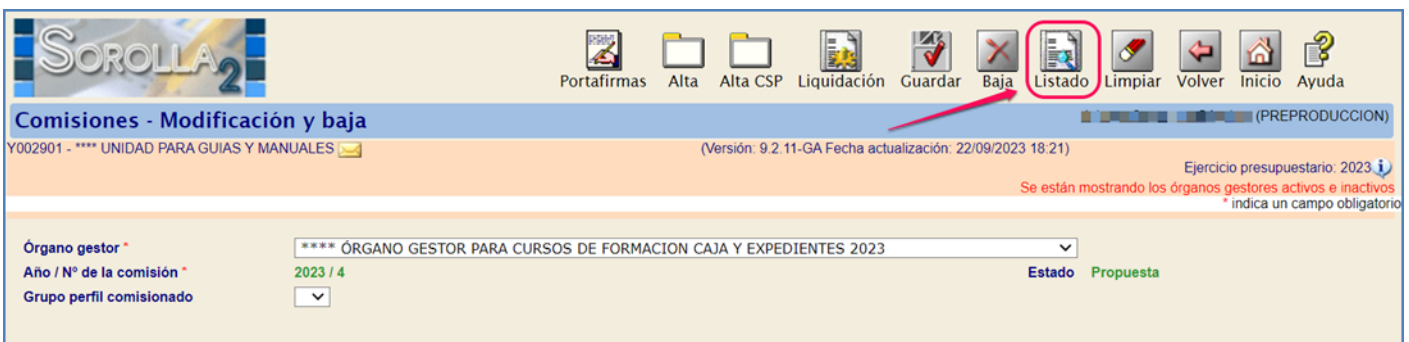 SOROLLA2
Portafirmas Alta Alta CSP Liquidación Guardar Baja Listado Limpiar Volver Inicio Ayuda
Comisiones - Modificación y baja
(PREPRODUCCION)
Y002901 - **** UNIDAD PARA GUIAS Y MANUALES
(Versión: 9.2.11-GA Fecha actualización: 22/09/2023 18:21)
Ejercicio presupuestario: 2023
Se están mostrando los órganos gestores activos e inactivos
* indica un campo obligatorio
Órgano gestor * **** ÓRGANO GESTOR PARA CURSOS DE FORMACION CAJA Y EXPEDIENTES 2023
Año / Nº de la comisión * 2023 / 4 Estado Propuesta
Grupo perfil comisionado